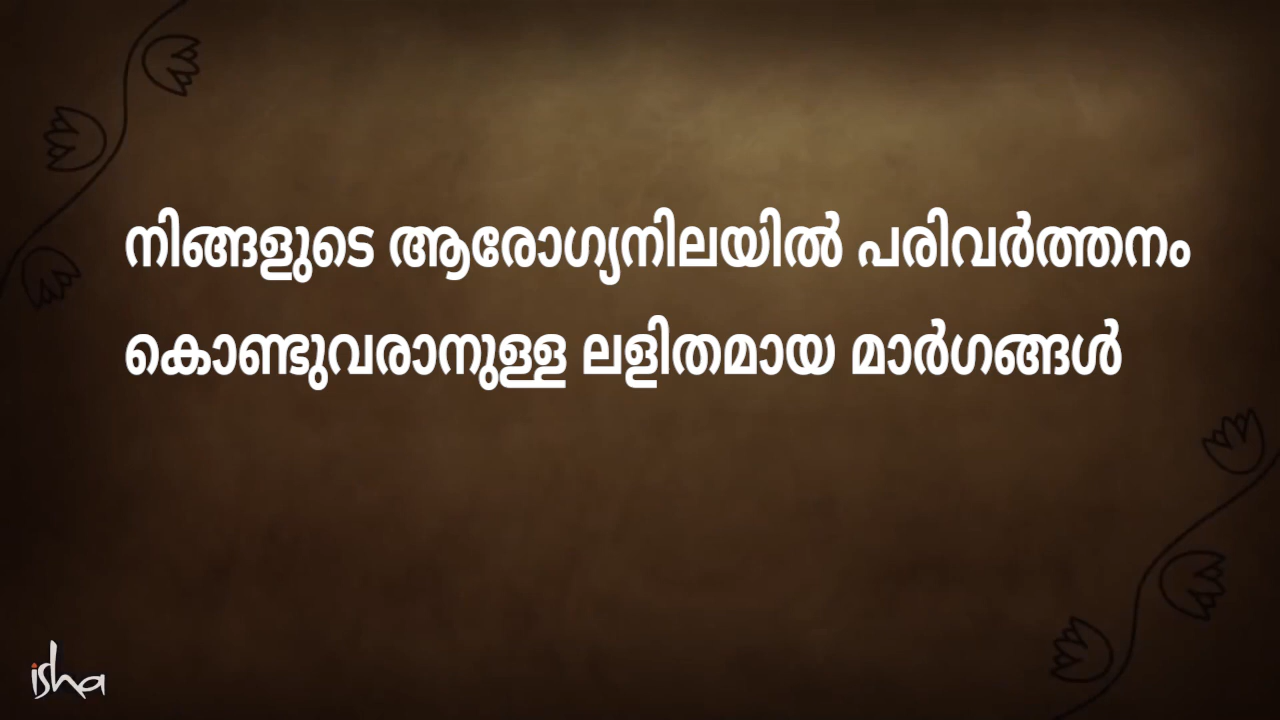 നിങ്ങളുടെ ആരോഗ്യനിലയിൽ പരിവർത്തനം
കൊണ്ടുവരാനുള്ള ലളിതമായ മാർഗങ്ങൾ
isha